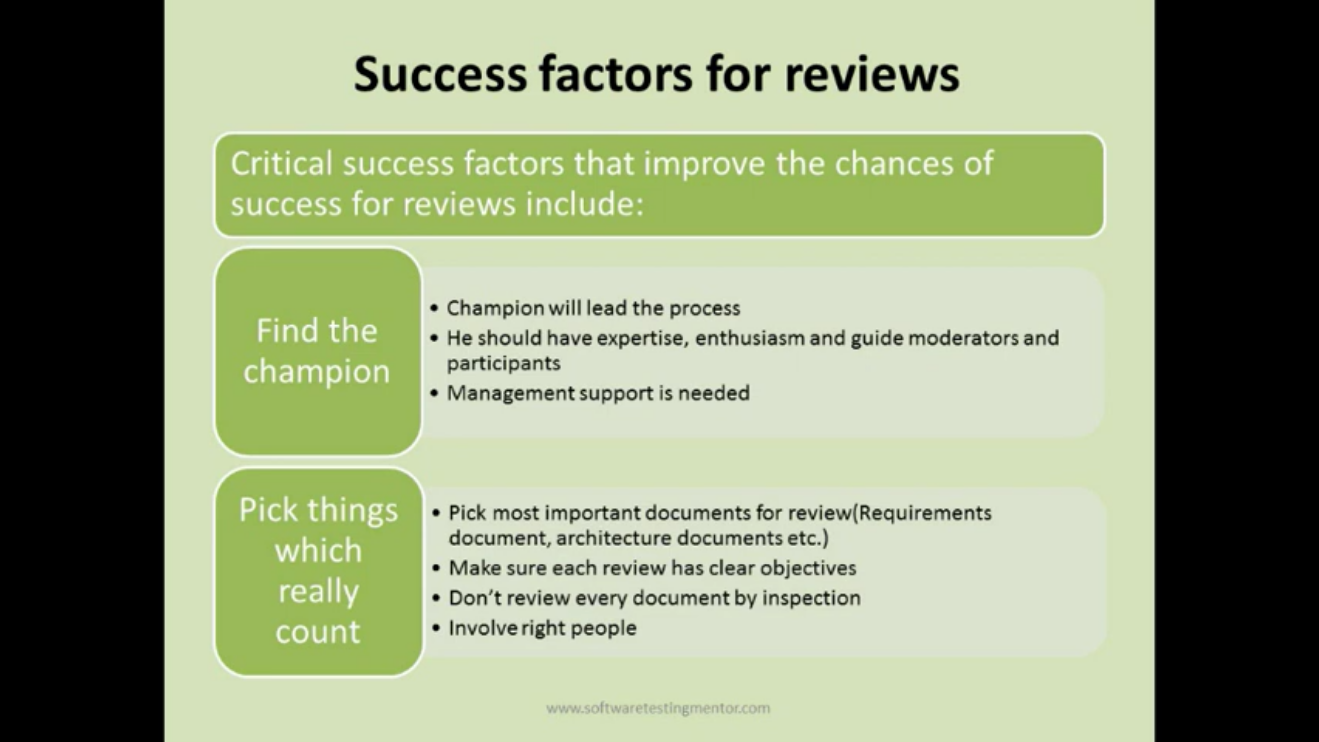 Success factors for reviews
Critical success factors that improve the chances of
success for reviews include:
Find the
champion
• Champion will lead the process
• He should have expertise, enthusiasm and guide moderators and
participants
• Management support is needed
Pick things
which
really
count
• Pick most important documents for review(Requirements
document, architecture documents etc.)
• Make sure each review has clear objectives
• Don't review every document by inspection
• Involve right people
www.softwaretestingmentor.com